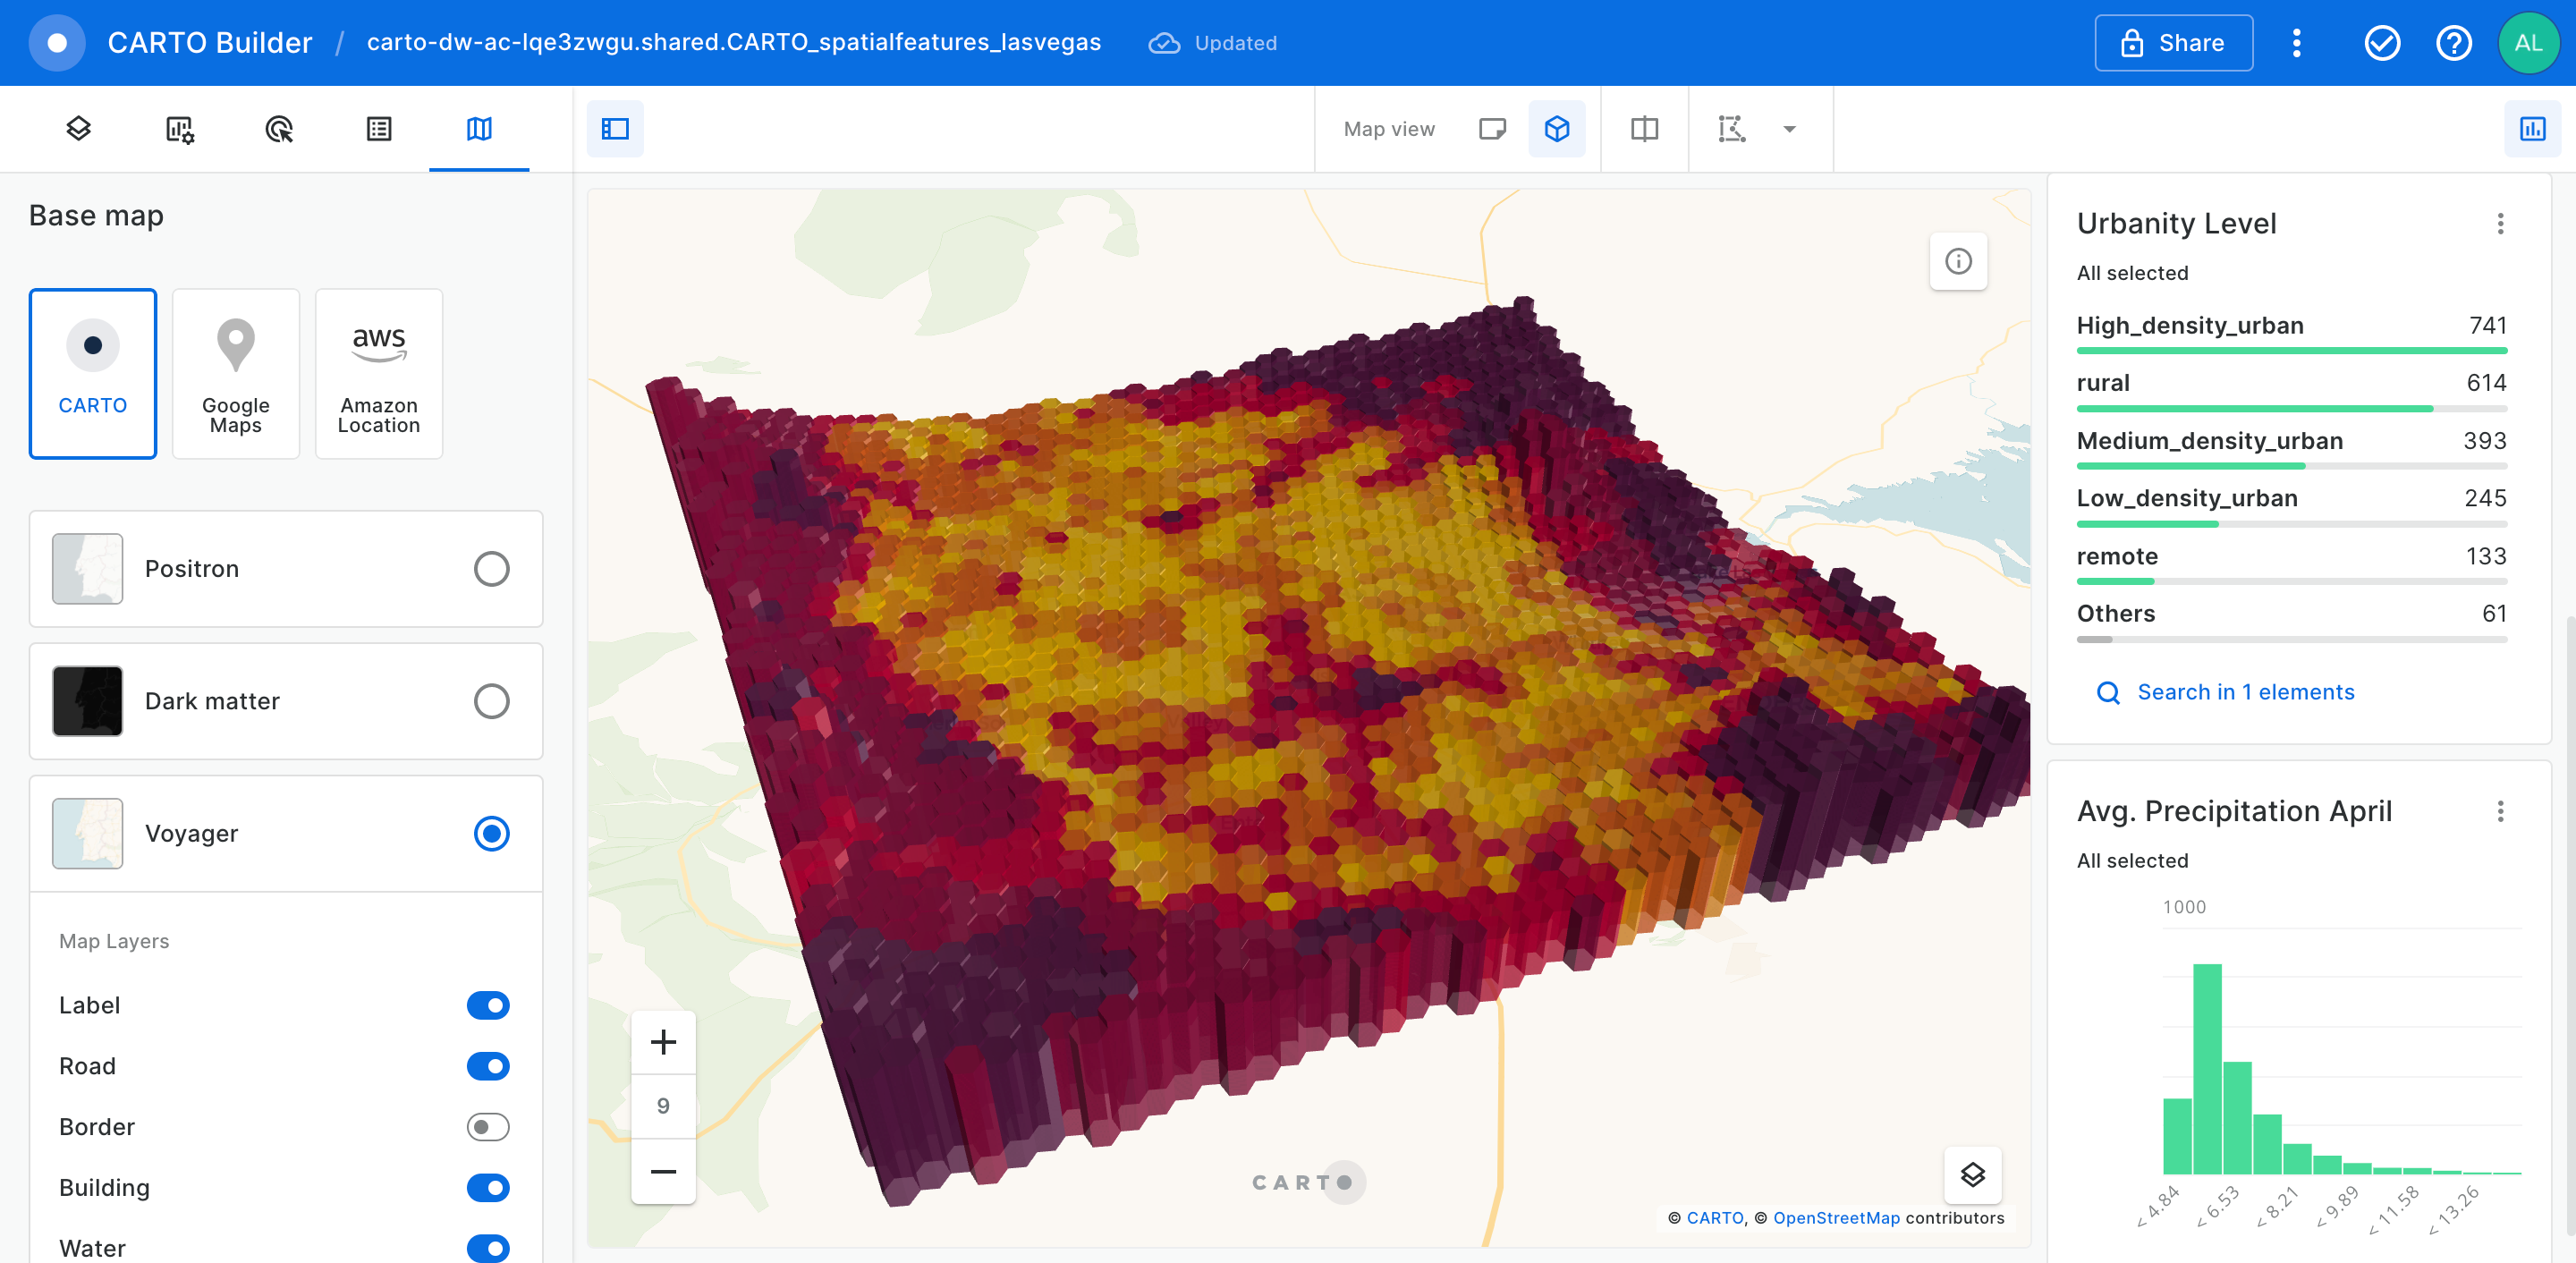 CARTO Builder / carto-dw-ac-lqe3zwgu.shared.CARTO_spatialfeatures_lasvegas Updated
Share
AL
Map view
Base map
CARTO
Google Maps
aws
Amazon Location
Positron
Dark matter
Voyager
Map Layers
Label
Road
Border
Building
Water
9
CARTO
© CARTO, © OpenStreetMap contributors
Urbanity Level
All selected
High_density_urban 741
rural 614
Medium_density_urban 393
Low_density_urban 245
remote 133
Others 61
Search in 1 elements
Avg. Precipitation April
All selected
1000
< 4.84
< 6.53
< 8.21
< 9.89
< 11.58
< 13.26